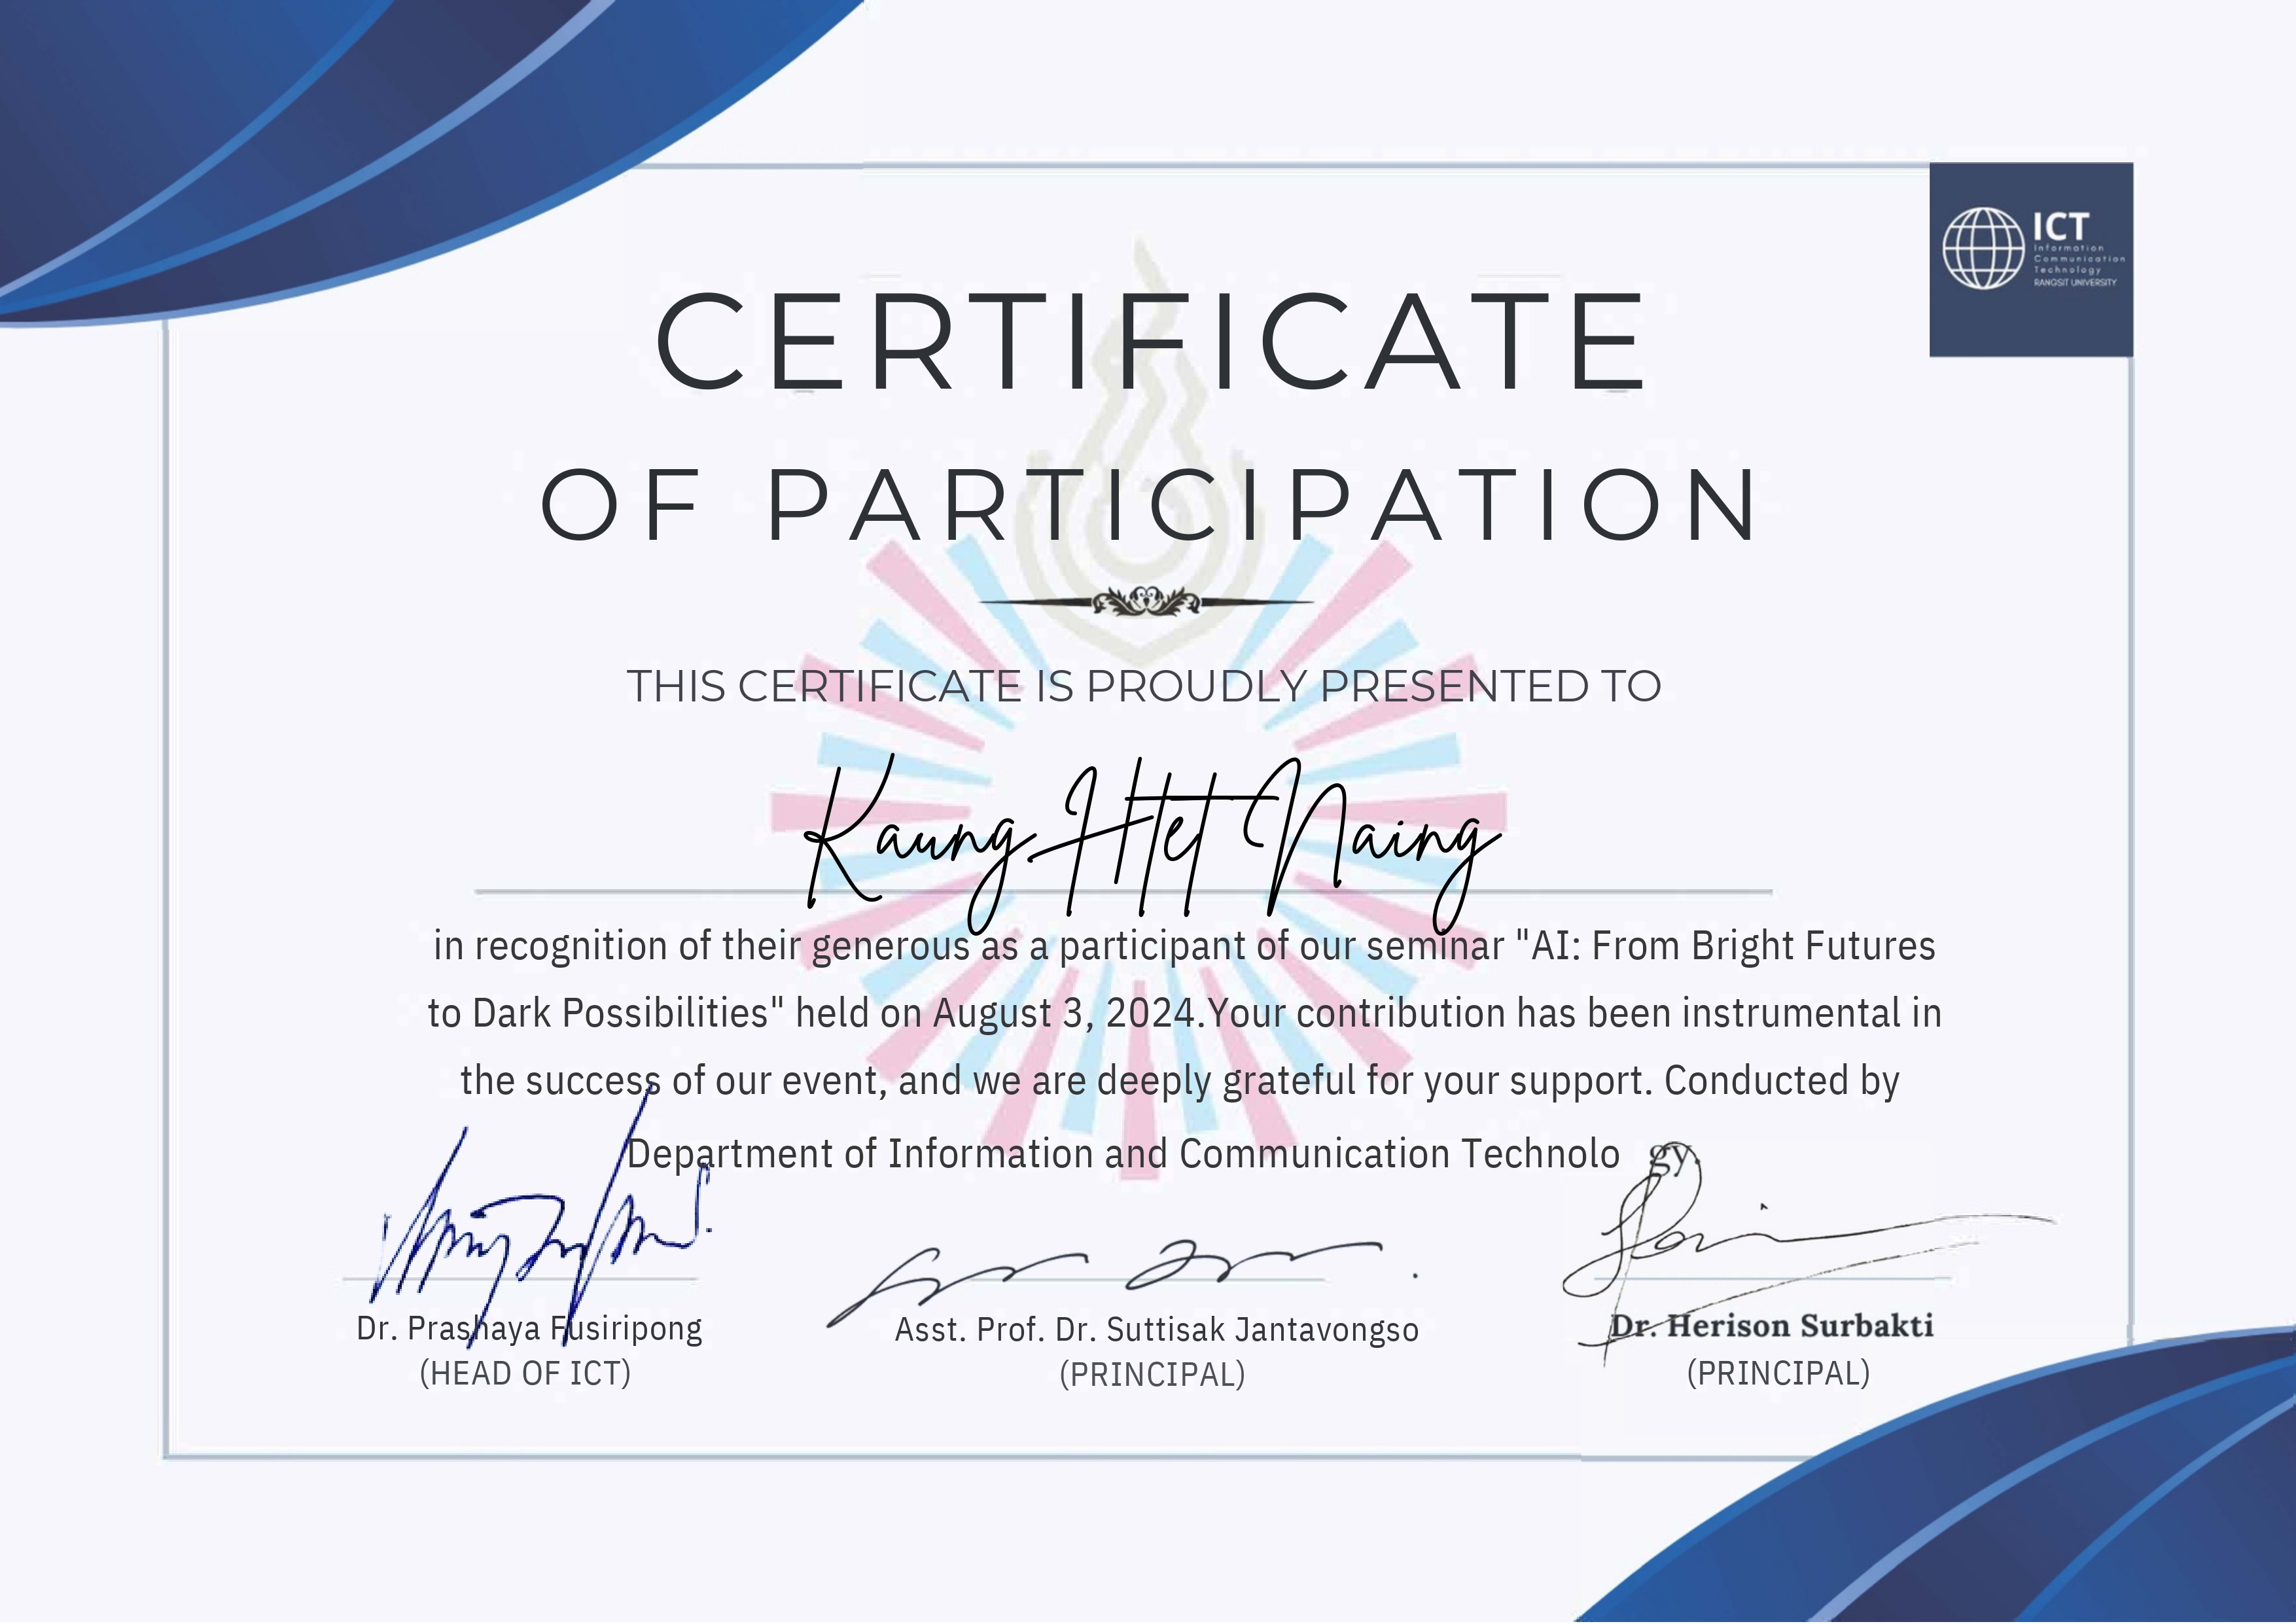 ICT
Information
Communication
Technology
RANGSIT UNIVERSITY
CERTIFICATE
OF PARTICIPATION
THIS CERTIFICATE IS PROUDLY PRESENTED TO
Kaung Htet Naing
in recognition of their generous as a participant of our seminar "AI: From Bright Futures
to Dark Possibilities" held on August 3, 2024.Your contribution has been instrumental in
the success of our event, and we are deeply grateful for your support. Conducted by
Department of Information and Communication Technolo gy.
Dr. Prashaya Fusiripong
(HEAD OF ICT)
Asst. Prof. Dr. Suttisak Jantavongso
(PRINCIPAL)
Dr. Herison Surbakti
(PRINCIPAL)